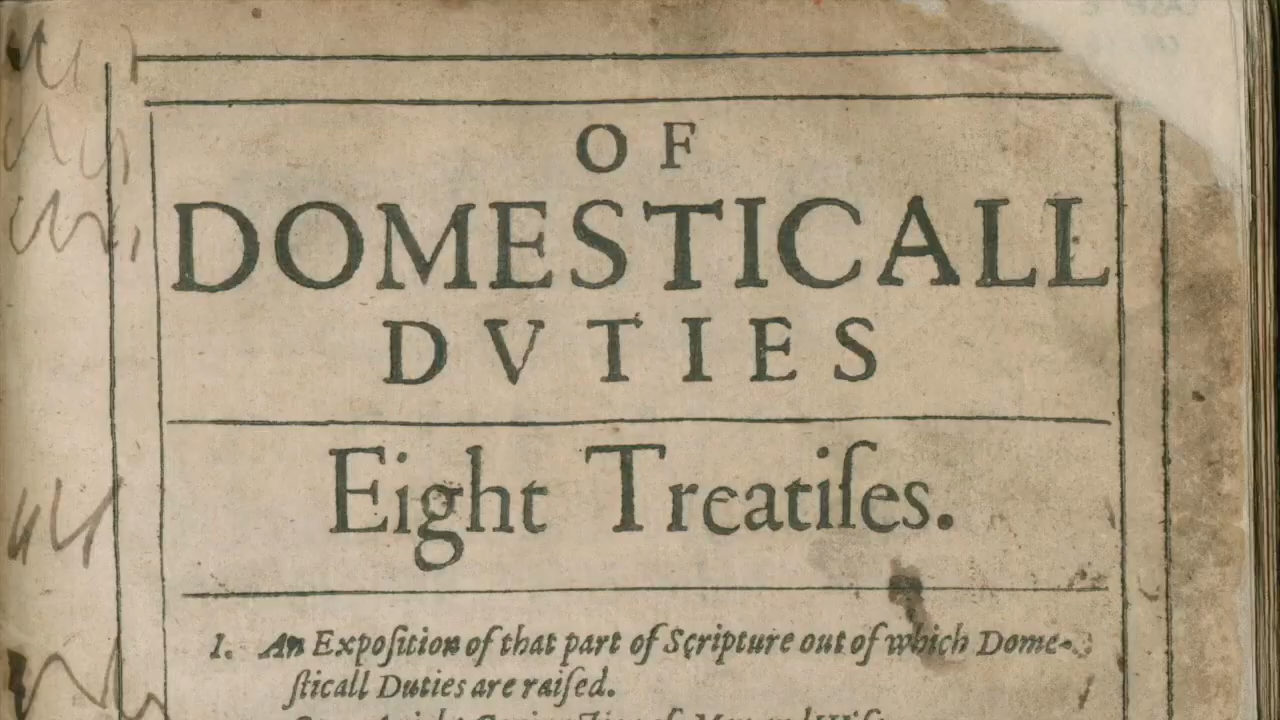 OF
DOMESTICALL
DVTIES
Eight Treatiſes.
1. An Expoſition of that part of Scripture out of which Dome-
ſticall Duties are raiſed.